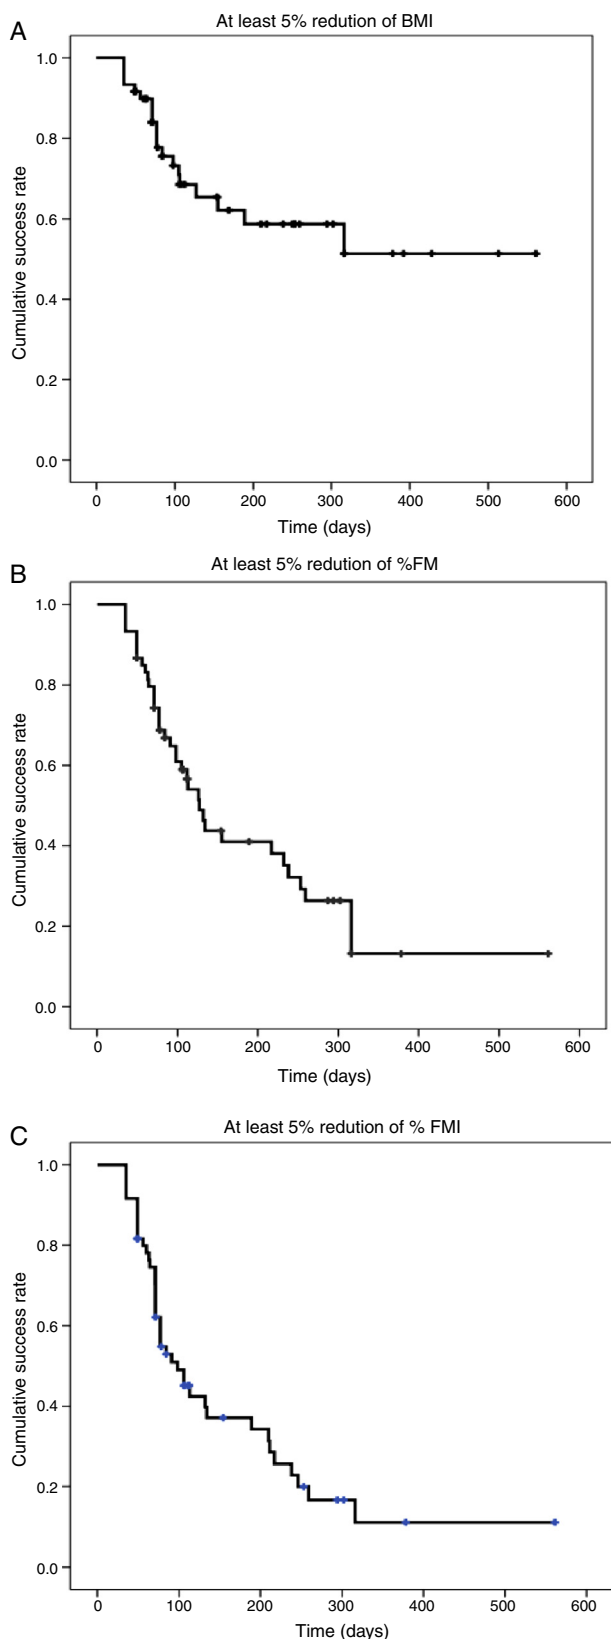 A
At least 5% redution of BMI
Cumulative success rate
1.0
0.8
0.6
0.4
0.2
0.0
0 100 200 300 400 500 600
Time (days)
B
At least 5% redution of %FM
Cumulative success rate
1.0
0.8
0.6
0.4
0.2
0.0
0 100 200 300 400 500 600
Time (days)
C
At least 5% redution of % FMI
Cumulative success rate
1.0
0.8
0.6
0.4
0.2
0.0
0 100 200 300 400 500 600
Time (days)